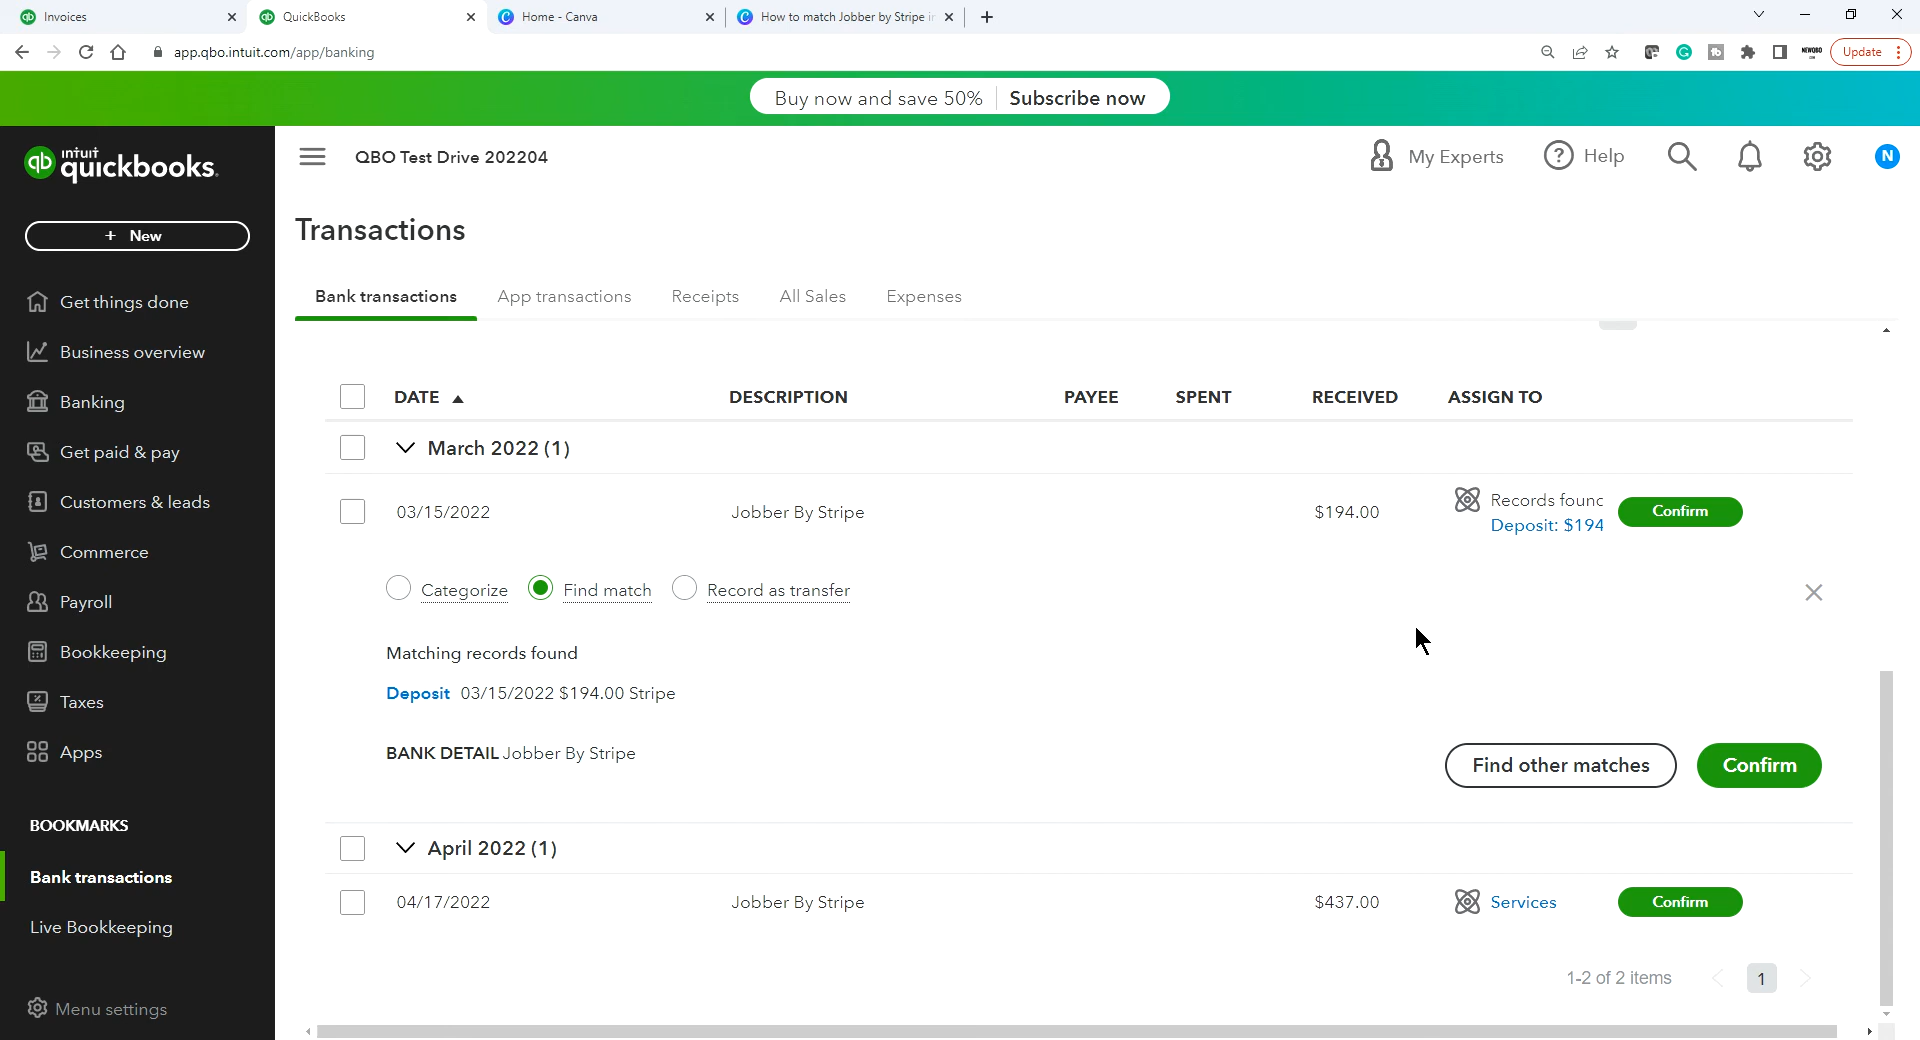 Invoices
QuickBooks
Home - Canva
How to match Jobber by Stripe in
app.qbo.intuit.com/app/banking
NEWQBO
.COM
Update
Buy now and save 50% Subscribe now
intuit
quickbooks.
QBO Test Drive 202204
My Experts
Help
N
+ New
Transactions
Get things done
Business overview
Banking
Get paid & pay
Customers & leads
Commerce
Payroll
Bookkeeping
Taxes
Apps
BOOKMARKS
Bank transactions
Live Bookkeeping
Menu settings
Bank transactions App transactions Receipts All Sales Expenses
DATE DESCRIPTION PAYEE SPENT RECEIVED ASSIGN TO
March 2022 (1)
03/15/2022 Jobber By Stripe $194.00 Records found Confirm
Deposit: $194
Categorize Find match Record as transfer
Matching records found
Deposit 03/15/2022 $194.00 Stripe
BANK DETAIL Jobber By Stripe
Find other matches Confirm
April 2022 (1)
04/17/2022 Jobber By Stripe $437.00 Services Confirm
1-2 of 2 items 1